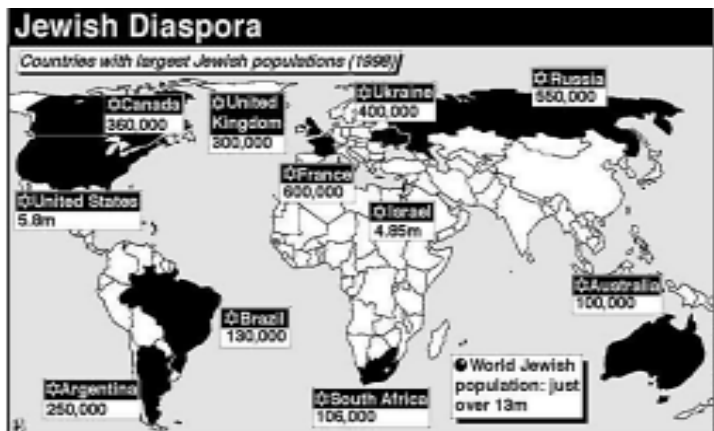 Jewish Diaspora
Countries with largest Jewish populations (1998)
✡Russia
550,000
✡Ukraine
400,000
✡Canada
360,000
✡United
Kingdom
300,000
✡France
600,000
✡United States
5.8m
✡Israel
4.85m
✡Australia
100,000
✡Brazil
130,000
World Jewish
population: just
over 13m
✡Argentina
250,000
✡South Africa
106,000